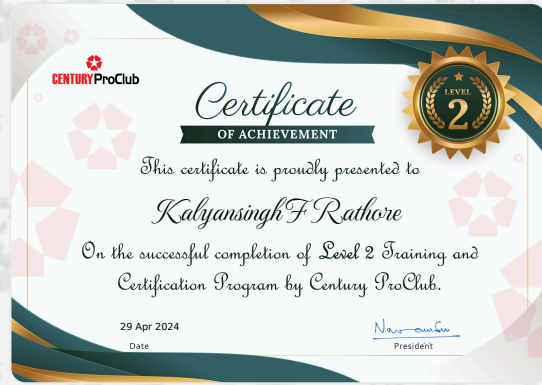 CENTURY ProClub
Certificate
OF ACHIEVEMENT
LEVEL
2
This certificate is proudly presented to
Kalyansingh F Rathore
On the successful completion of Level 2 Training and
Certification Program by Century ProClub.
29 Apr 2024
Date
President